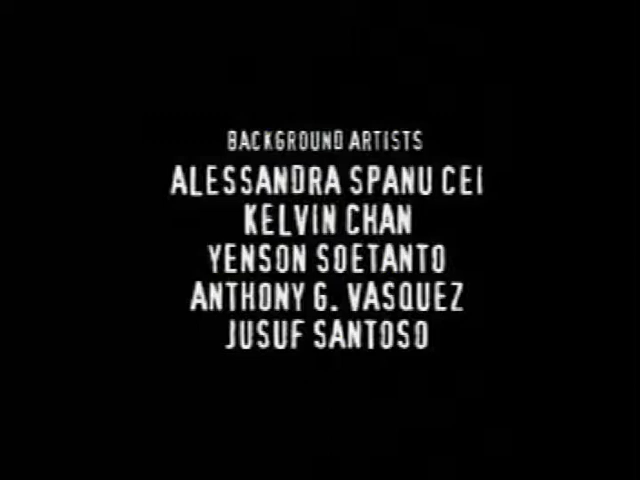 BACKGROUND ARTISTS
ALESSANDRA SPANU CEI
KELVIN CHAN
YENSON SOETANTO
ANTHONY G. VASQUEZ
JUSUF SANTOSO